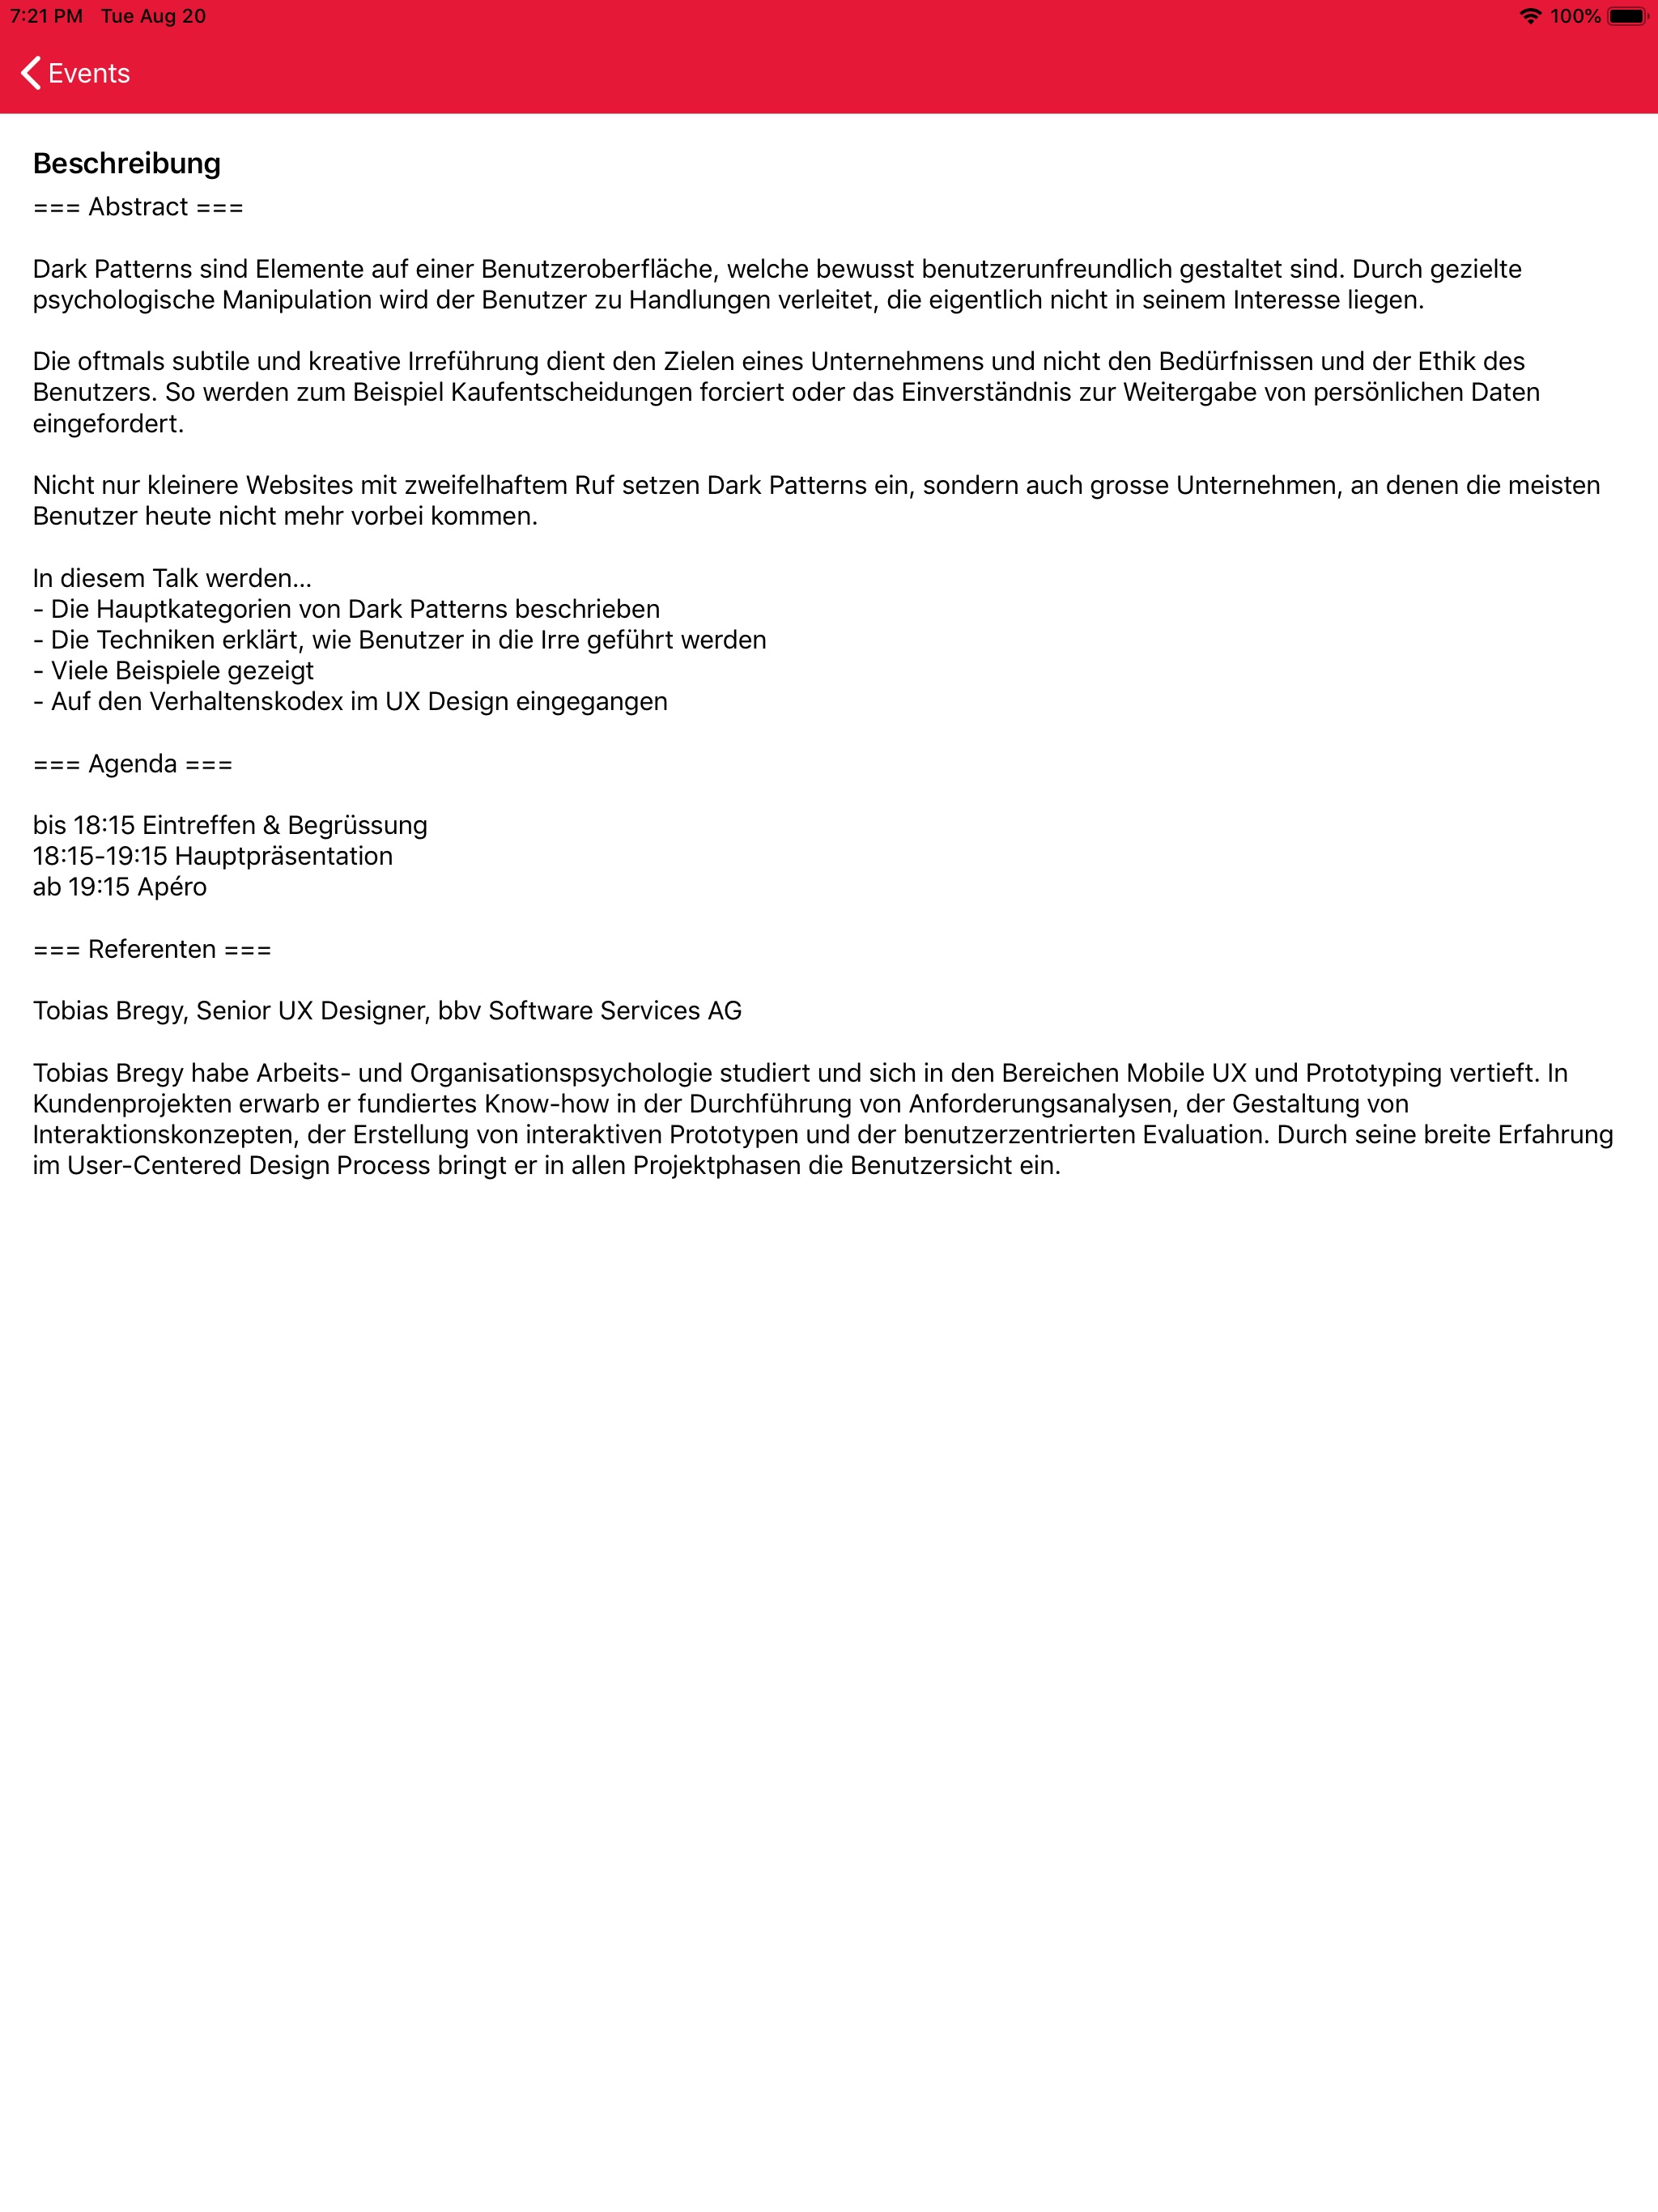 7:21 PM Tue Aug 20
100%
Events
Beschreibung
=== Abstract ===
Dark Patterns sind Elemente auf einer Benutzeroberfläche, welche bewusst benutzerunfreundlich gestaltet sind. Durch gezielte
psychologische Manipulation wird der Benutzer zu Handlungen verleitet, die eigentlich nicht in seinem Interesse liegen.
Die oftmals subtile und kreative Irreführung dient den Zielen eines Unternehmens und nicht den Bedürfnissen und der Ethik des
Benutzers. So werden zum Beispiel Kaufentscheidungen forciert oder das Einverständnis zur Weitergabe von persönlichen Daten
eingefordert.
Nicht nur kleinere Websites mit zweifelhaftem Ruf setzen Dark Patterns ein, sondern auch grosse Unternehmen, an denen die meisten
Benutzer heute nicht mehr vorbei kommen.
In diesem Talk werden...
- Die Hauptkategorien von Dark Patterns beschrieben
- Die Techniken erklärt, wie Benutzer in die Irre geführt werden
- Viele Beispiele gezeigt
- Auf den Verhaltenskodex im UX Design eingegangen
=== Agenda ===
bis 18:15 Eintreffen & Begrüssung
18:15-19:15 Hauptpräsentation
ab 19:15 Apéro
=== Referenten ===
Tobias Bregy, Senior UX Designer, bbv Software Services AG
Tobias Bregy habe Arbeits- und Organisationspsychologie studiert und sich in den Bereichen Mobile UX und Prototyping vertieft. In
Kundenprojekten erwarb er fundiertes Know-how in der Durchführung von Anforderungsanalysen, der Gestaltung von
Interaktionskonzepten, der Erstellung von interaktiven Prototypen und der benutzerzentrierten Evaluation. Durch seine breite Erfahrung
im User-Centered Design Process bringt er in allen Projektphasen die Benutzersicht ein.